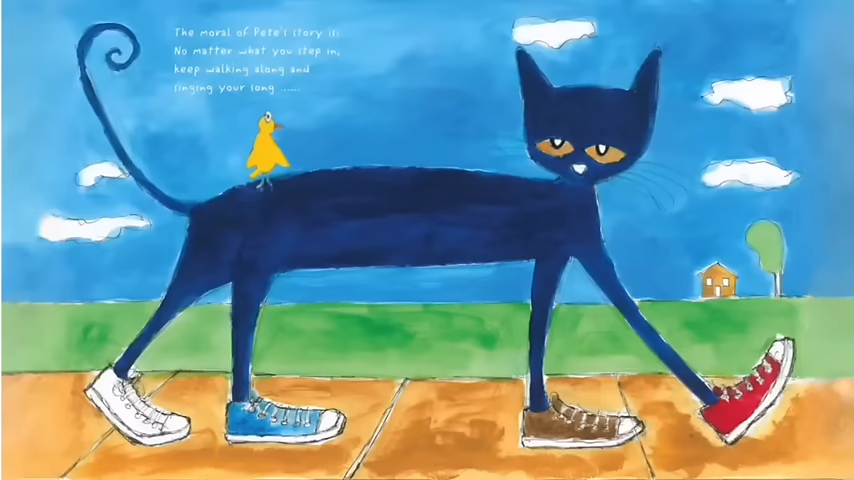 The moral of Pete's story is:
No matter what you step in,
keep walking along and
singing your song ......